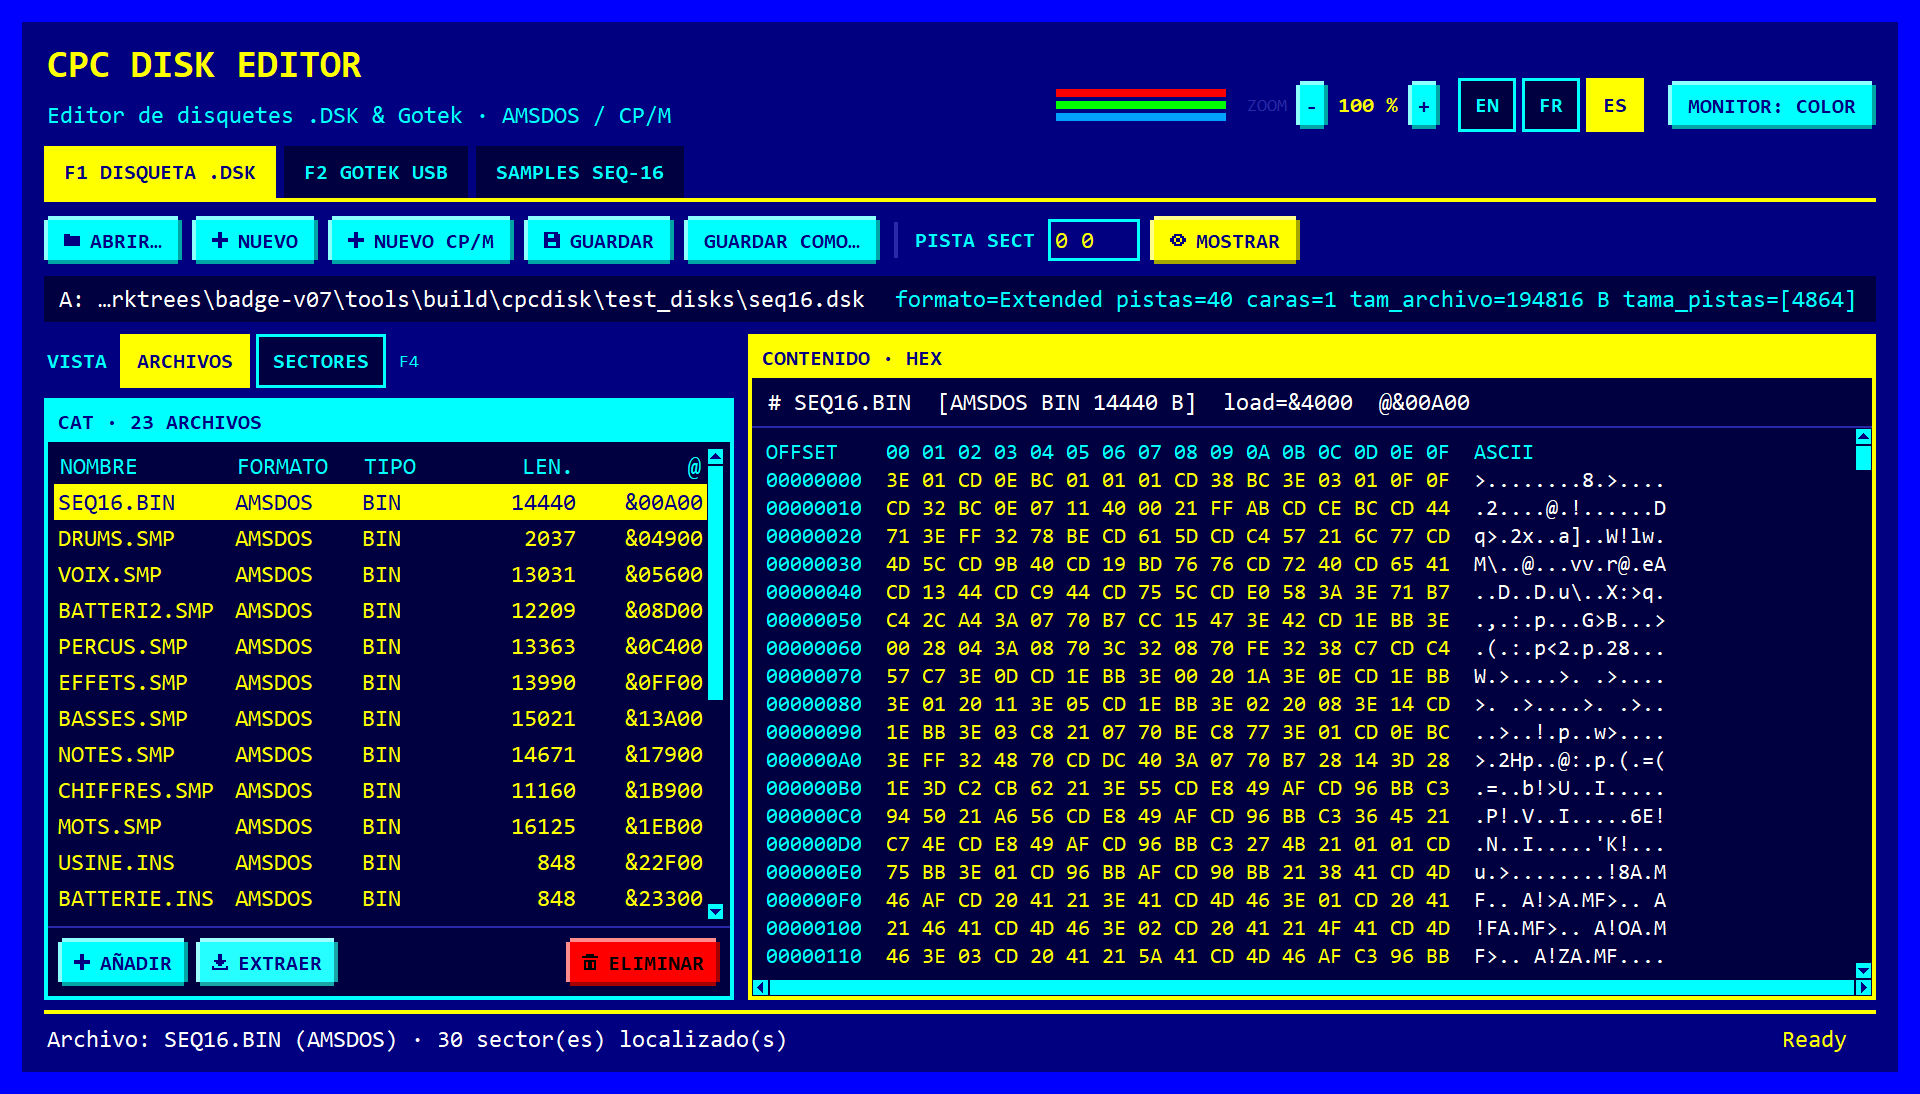 CPC DISK EDITOR
Editor de disquetes .DSK & Gotek · AMSDOS / CP/M
ZOOM - 100 % + EN FR ES MONITOR: COLOR
F1 DISQUETA .DSK F2 GOTEK USB SAMPLES SEQ-16
ABRIR… + NUEVO + NUEVO CP/M GUARDAR GUARDAR COMO… PISTA SECT 0 0 MOSTRAR
A: …rktrees\badge-v07\tools\build\cpcdisk\test_disks\seq16.dsk formato=Extended pistas=40 caras=1 tam_archivo=194816 B tama_pistas=[4864]
VISTA ARCHIVOS SECTORES F4
CAT · 23 ARCHIVOS
NOMBRE FORMATO TIPO LEN. @
SEQ16.BIN AMSDOS BIN 14440 &00A00
DRUMS.SMP AMSDOS BIN 2037 &04900
VOIX.SMP AMSDOS BIN 13031 &05600
BATTERI2.SMP AMSDOS BIN 12209 &08D00
PERCUS.SMP AMSDOS BIN 13363 &0C400
EFFETS.SMP AMSDOS BIN 13990 &0FF00
BASSES.SMP AMSDOS BIN 15021 &13A00
NOTES.SMP AMSDOS BIN 14671 &17900
CHIFFRES.SMP AMSDOS BIN 11160 &1B900
MOTS.SMP AMSDOS BIN 16125 &1EB00
USINE.INS AMSDOS BIN 848 &22F00
BATTERIE.INS AMSDOS BIN 848 &23300
+ AÑADIR EXTRAER ELIMINAR
CONTENIDO · HEX
# SEQ16.BIN [AMSDOS BIN 14440 B] load=&4000 @&00A00
OFFSET 00 01 02 03 04 05 06 07 08 09 0A 0B 0C 0D 0E 0F ASCII
00000000 3E 01 CD 0E BC 01 01 01 CD 38 BC 3E 03 01 0F 0F >........8.>....
00000010 CD 32 BC 0E 07 11 40 00 21 FF AB CD CE BC CD 44 .2....@.!......D
00000020 71 3E FF 32 78 BE CD 61 5D CD C4 57 21 6C 77 CD q>.2x..a]..W!lw.
00000030 4D 5C CD 9B 40 CD 19 BD 76 76 CD 72 40 CD 65 41 M\..@...vv.r@.eA
00000040 CD 13 44 CD C9 44 CD 75 5C CD E0 58 3A 3E 71 B7 ..D..D.u\..X:>q.
00000050 C4 2C A4 3A 07 70 B7 CC 15 47 3E 42 CD 1E BB 3E .,.:.p...G>B...>
00000060 00 28 04 3A 08 70 3C 32 08 70 FE 32 38 C7 CD C4 .(.:.p<2.p.28...
00000070 57 C7 3E 0D CD 1E BB 3E 00 20 1A 3E 0E CD 1E BB W.>....>. .>....
00000080 3E 01 20 11 3E 05 CD 1E BB 3E 02 20 08 3E 14 CD >. .>....>. .>..
00000090 1E BB 3E 03 C8 21 07 70 BE C8 77 3E 01 CD 0E BC ..>..!.p..w>....
000000A0 3E FF 32 48 70 CD DC 40 3A 07 70 B7 28 14 3D 28 >.2Hp..@:.p.(.=(
000000B0 1E 3D C2 CB 62 21 3E 55 CD E8 49 AF CD 96 BB C3 .=..b!>U..I.....
000000C0 94 50 21 A6 56 CD E8 49 AF CD 96 BB C3 36 45 21 .P!.V..I.....6E!
000000D0 C7 4E CD E8 49 AF CD 96 BB C3 27 4B 21 01 01 CD .N..I.....'K!...
000000E0 75 BB 3E 01 CD 96 BB AF CD 90 BB 21 38 41 CD 4D u.>........!8A.M
000000F0 46 AF CD 20 41 21 3E 41 CD 4D 46 3E 01 CD 20 41 F.. A!>A.MF>.. A
00000100 21 46 41 CD 4D 46 3E 02 CD 20 41 21 4F 41 CD 4D !FA.MF>.. A!OA.M
00000110 46 3E 03 CD 20 41 21 5A 41 CD 4D 46 AF C3 96 BB F>.. A!ZA.MF....
Archivo: SEQ16.BIN (AMSDOS) · 30 sector(es) localizado(s) Ready